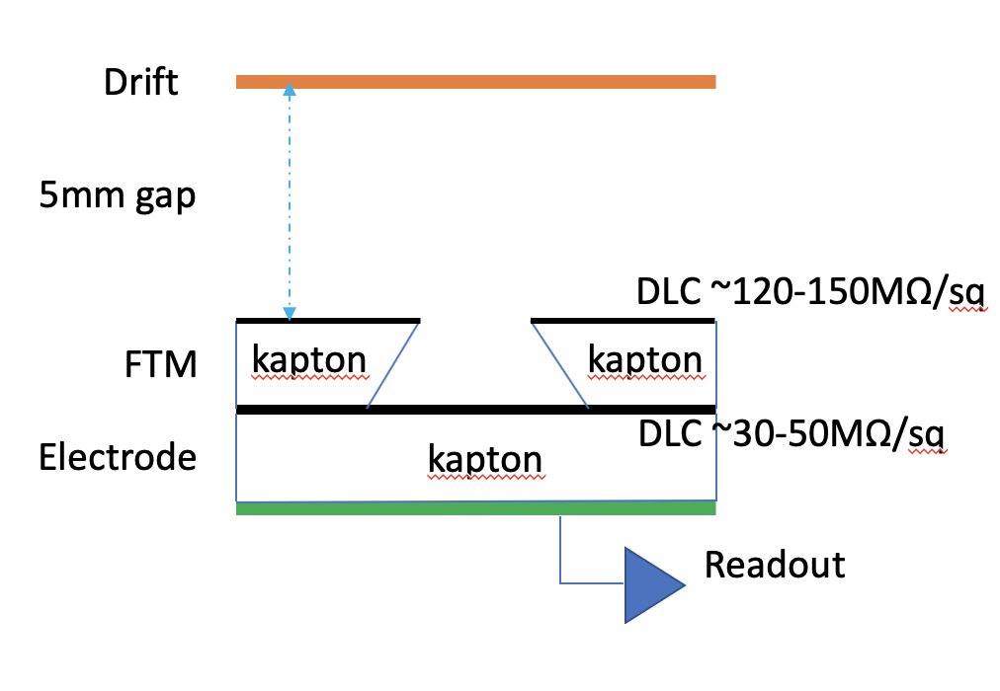 Drift
5mm gap
DLC ~120-150MΩ/sq
FTM
kapton
kapton
DLC ~30-50MΩ/sq
Electrode
kapton
Readout